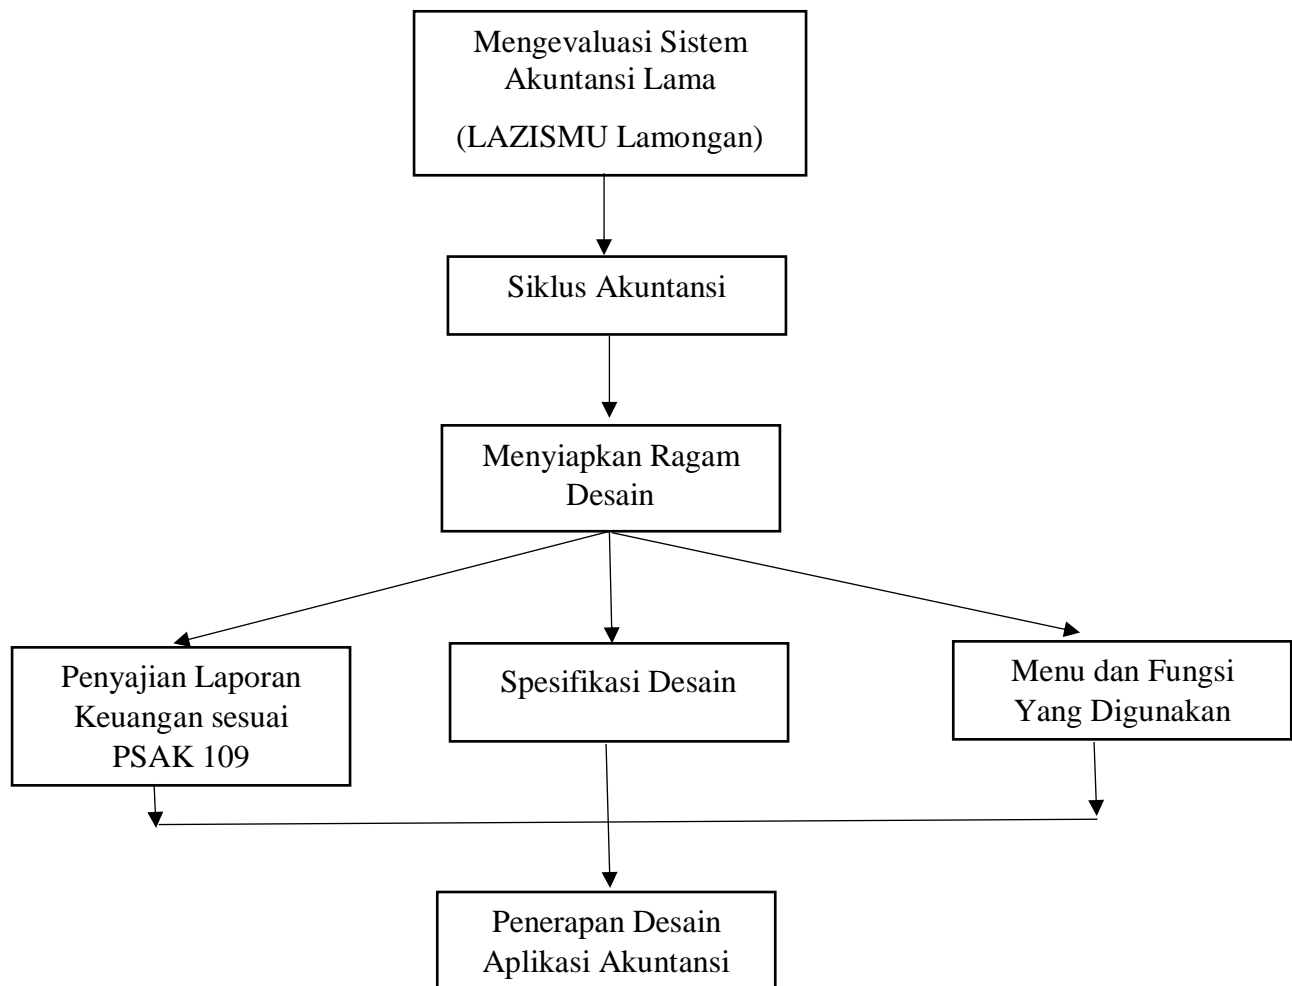 Mengevaluasi Sistem
Akuntansi Lama
(LAZISMU Lamongan)
Siklus Akuntansi
Menyiapkan Ragam
Desain
Penyajian Laporan
Keuangan sesuai
PSAK 109
Spesifikasi Desain
Menu dan Fungsi
Yang Digunakan
Penerapan Desain
Aplikasi Akuntansi